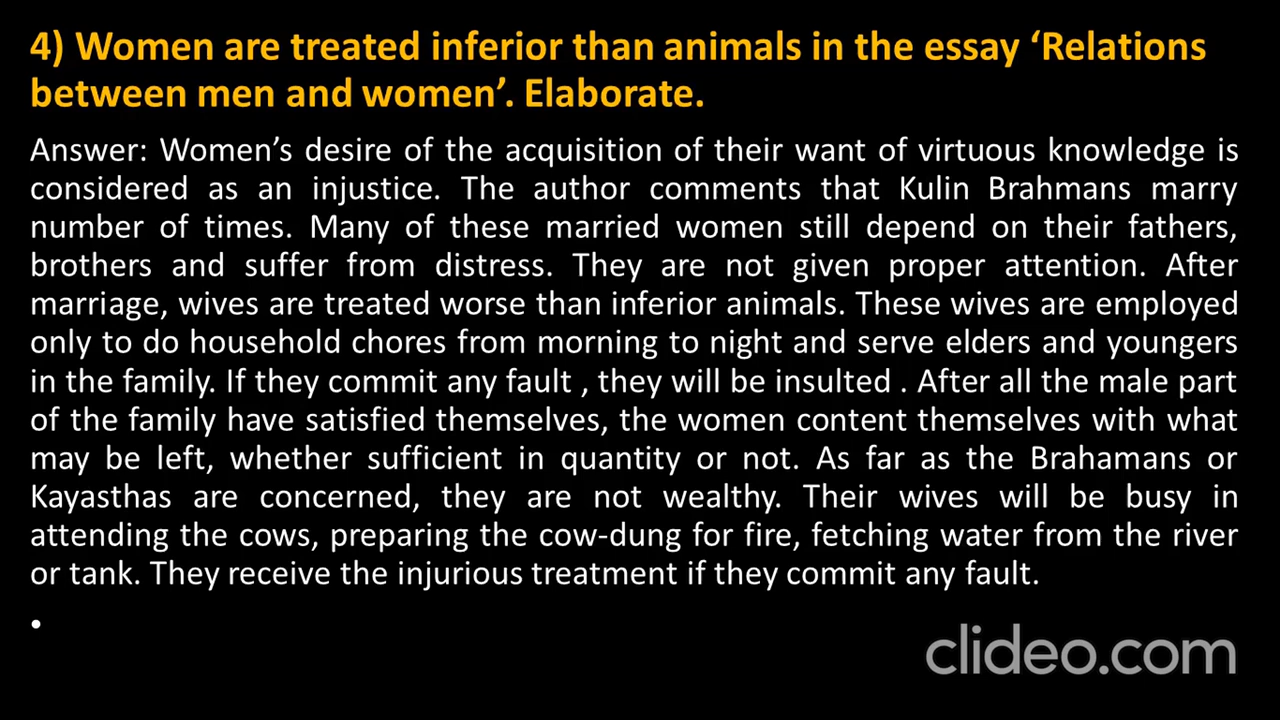 4) Women are treated inferior than animals in the essay ‘Relations
between men and women’. Elaborate.
Answer: Women’s desire of the acquisition of their want of virtuous knowledge is
considered as an injustice. The author comments that Kulin Brahmans marry
number of times. Many of these married women still depend on their fathers,
brothers and suffer from distress. They are not given proper attention. After
marriage, wives are treated worse than inferior animals. These wives are employed
only to do household chores from morning to night and serve elders and youngers
in the family. If they commit any fault , they will be insulted . After all the male part
of the family have satisfied themselves, the women content themselves with what
may be left, whether sufficient in quantity or not. As far as the Brahamans or
Kayasthas are concerned, they are not wealthy. Their wives will be busy in
attending the cows, preparing the cow-dung for fire, fetching water from the river
or tank. They receive the injurious treatment if they commit any fault.
•
clideo.com